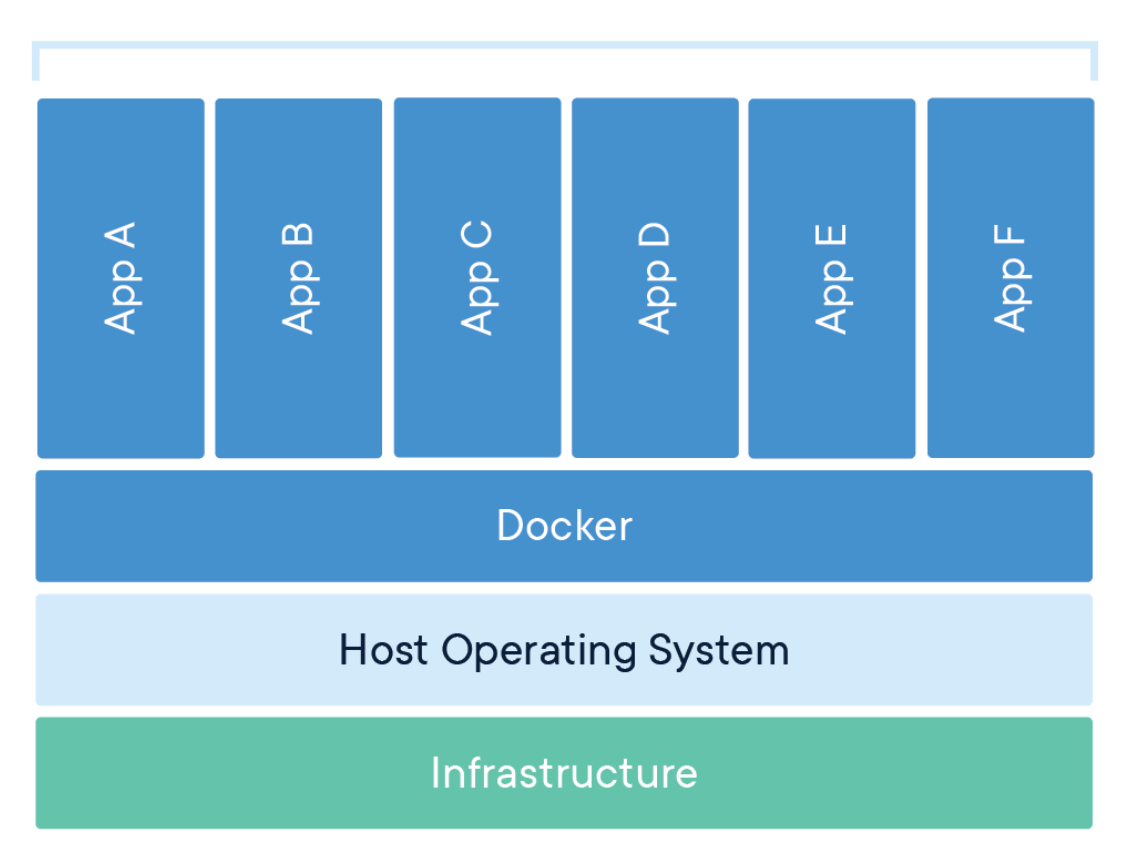 App A
App B
App C
App D
App E
App F
Docker
Host Operating System
Infrastructure